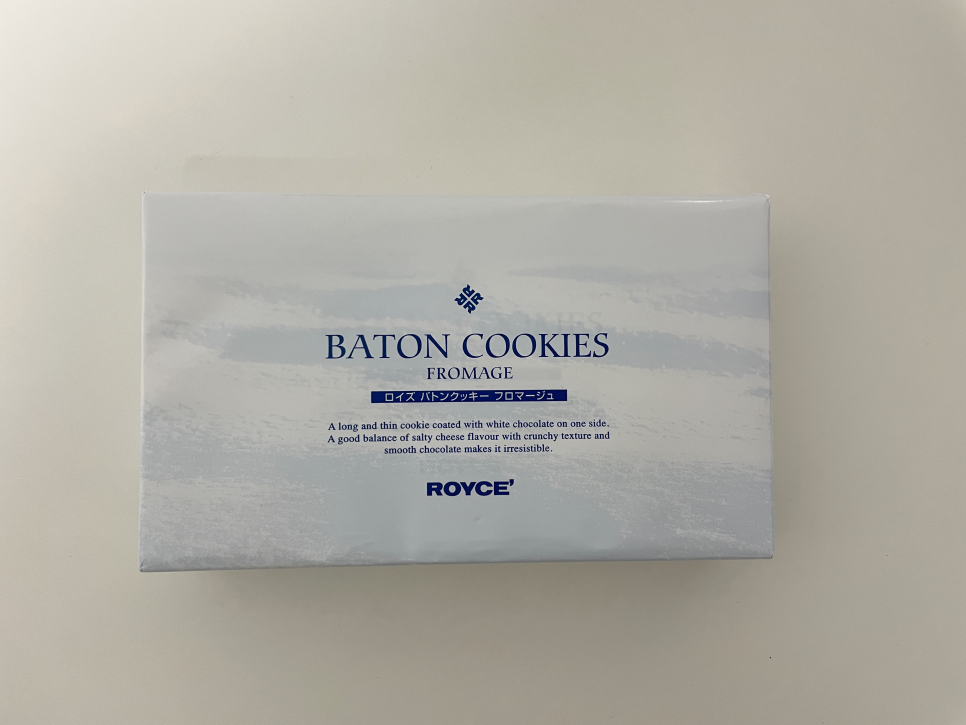 BATON COOKIES
FROMAGE
ロイズ バトンクッキー フロマージュ
A long and thin cookie coated with white chocolate on one side.
A good balance of salty cheese flavour with crunchy texture and
smooth chocolate makes it irresistible.
ROYCE'